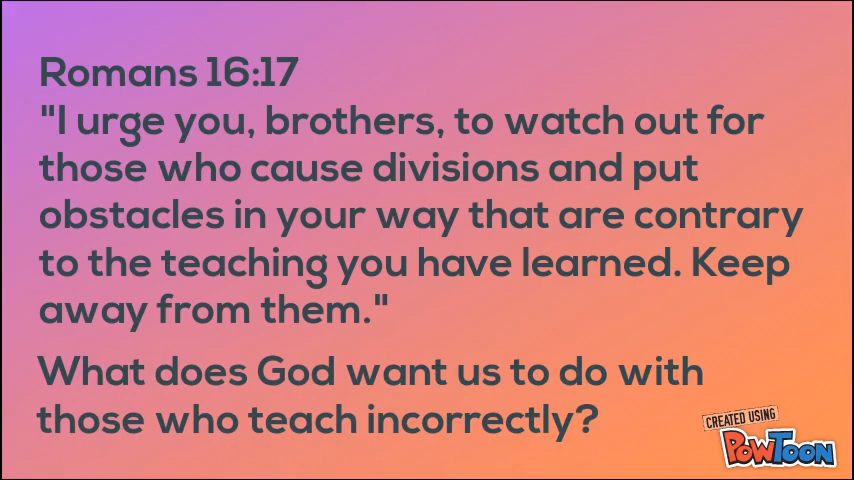 Romans 16:17
"I urge you, brothers, to watch out for
those who cause divisions and put
obstacles in your way that are contrary
to the teaching you have learned. Keep
away from them."
What does God want us to do with
those who teach incorrectly?
CREATED USING
POWTOON